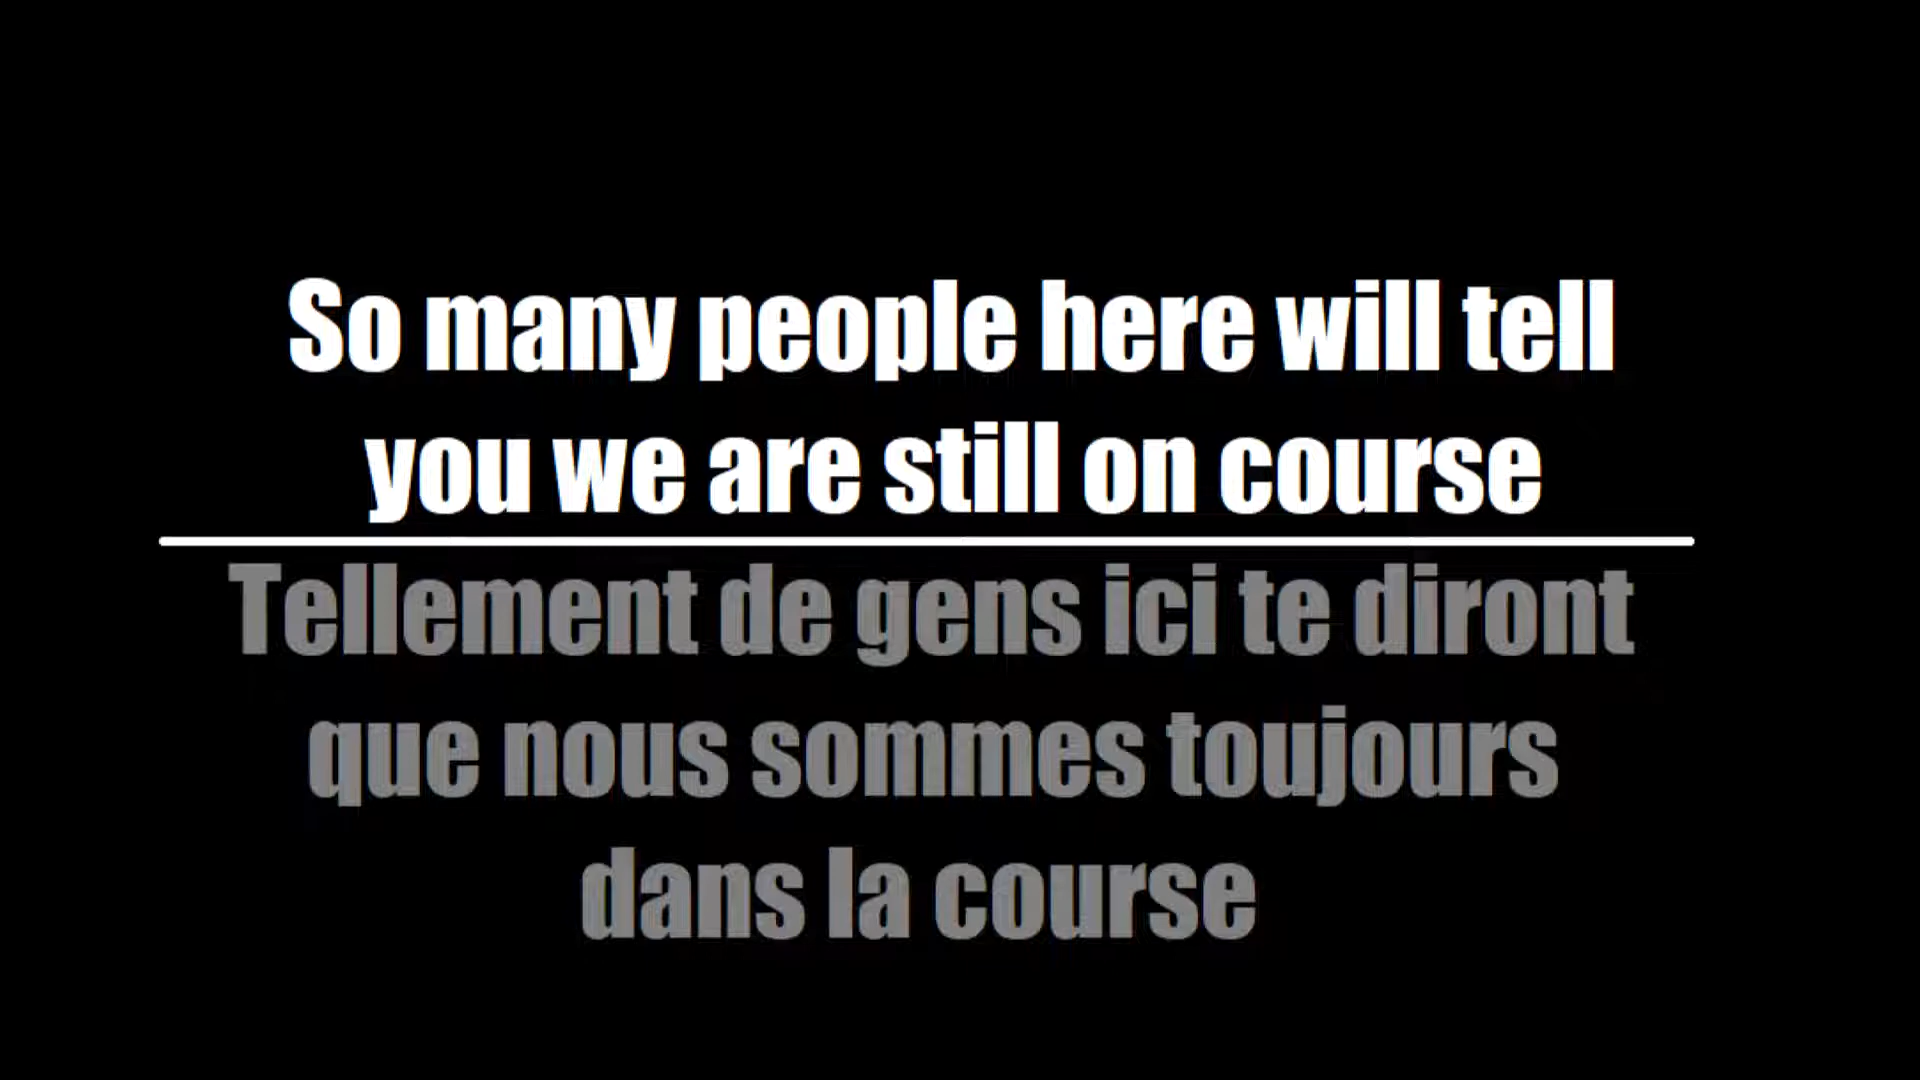 So many people here will tell
you we are still on course
Tellement de gens ici te diront
que nous sommes toujours
dans la course